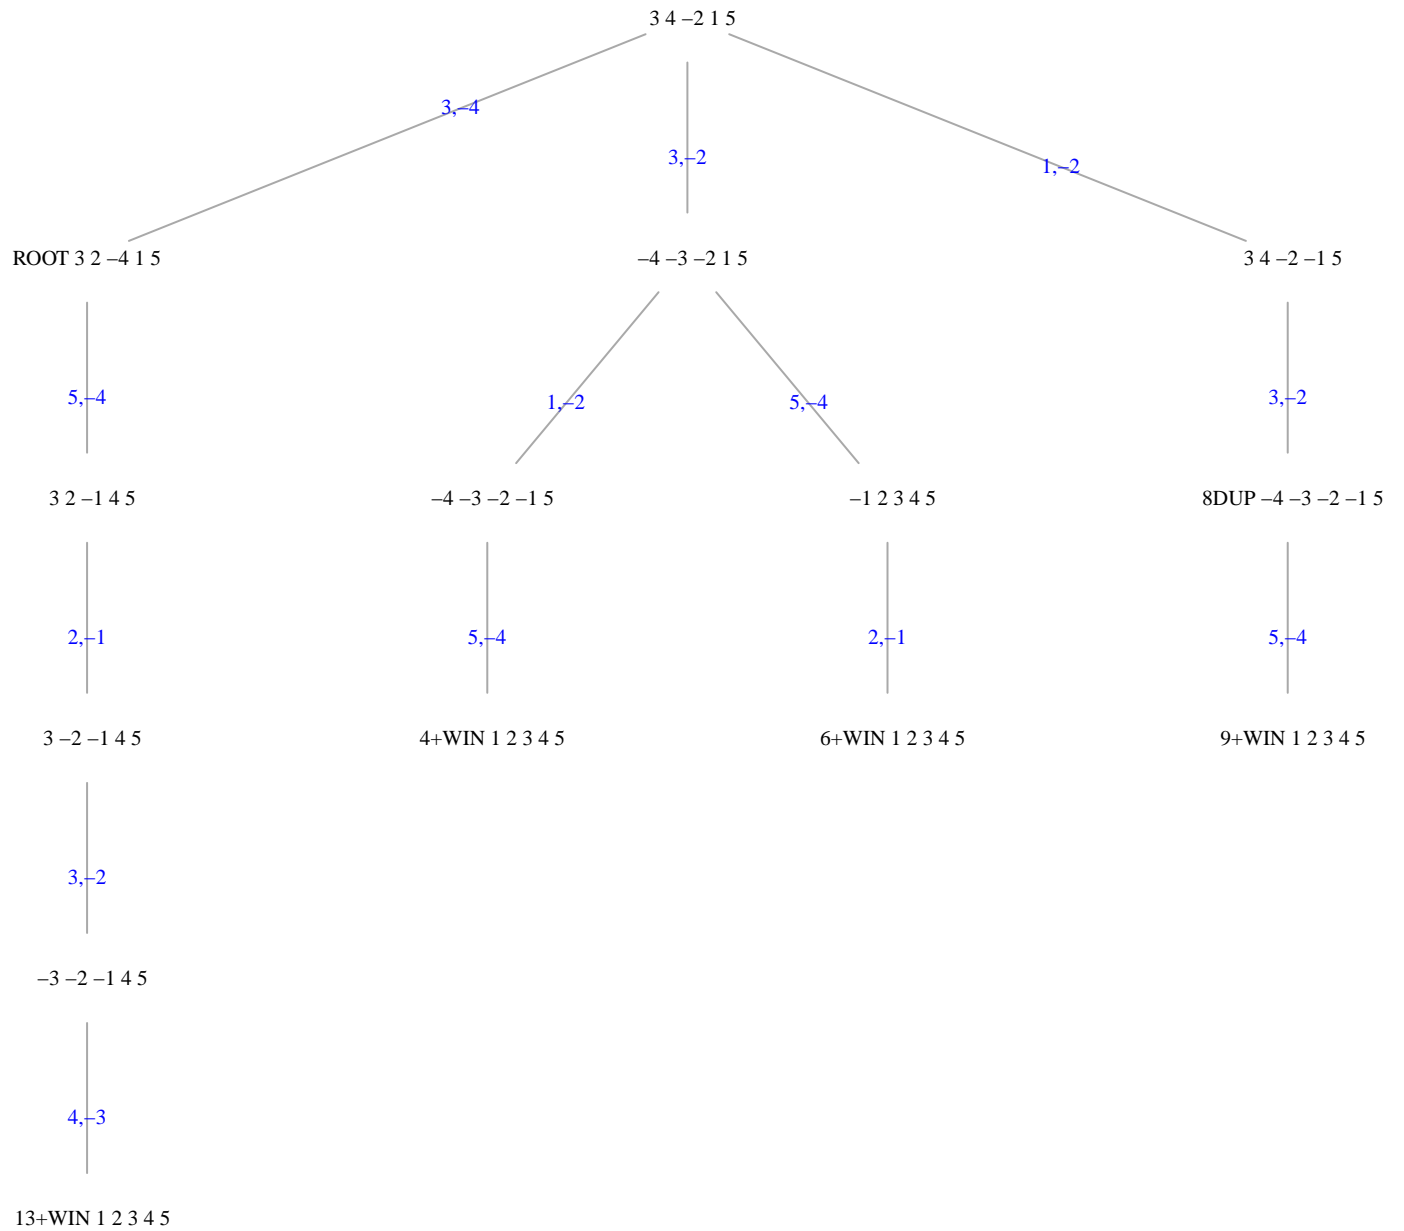 3 4 −2 1 5
3,−4
3,−2
1,−2
ROOT 3 2 −4 1 5
−4 −3 −2 1 5
3 4 −2 −1 5
5,−4
1,−2
5,−4
3,−2
3 2 −1 4 5
−4 −3 −2 −1 5
−1 2 3 4 5
8DUP −4 −3 −2 −1 5
2,−1
5,−4
2,−1
5,−4
3 −2 −1 4 5
4+WIN 1 2 3 4 5
6+WIN 1 2 3 4 5
9+WIN 1 2 3 4 5
3,−2
−3 −2 −1 4 5
4,−3
13+WIN 1 2 3 4 5